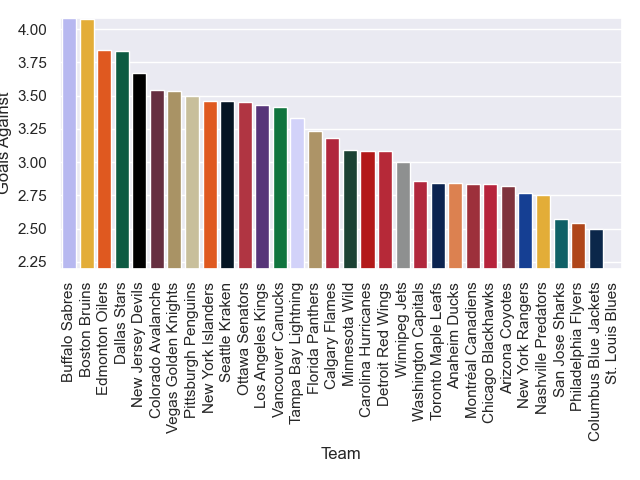 4.00
3.75
3.50
3.25
3.00
2.75
2.50
2.25
Goals Against
Buffalo Sabres
Boston Bruins
Edmonton Oilers
Dallas Stars
New Jersey Devils
Colorado Avalanche
Vegas Golden Knights
Pittsburgh Penguins
New York Islanders
Seattle Kraken
Ottawa Senators
Los Angeles Kings
Vancouver Canucks
Tampa Bay Lightning
Florida Panthers
Calgary Flames
Minnesota Wild
Carolina Hurricanes
Detroit Red Wings
Winnipeg Jets
Washington Capitals
Toronto Maple Leafs
Anaheim Ducks
Montréal Canadiens
Chicago Blackhawks
Arizona Coyotes
New York Rangers
Nashville Predators
San Jose Sharks
Philadelphia Flyers
Columbus Blue Jackets
St. Louis Blues
Team